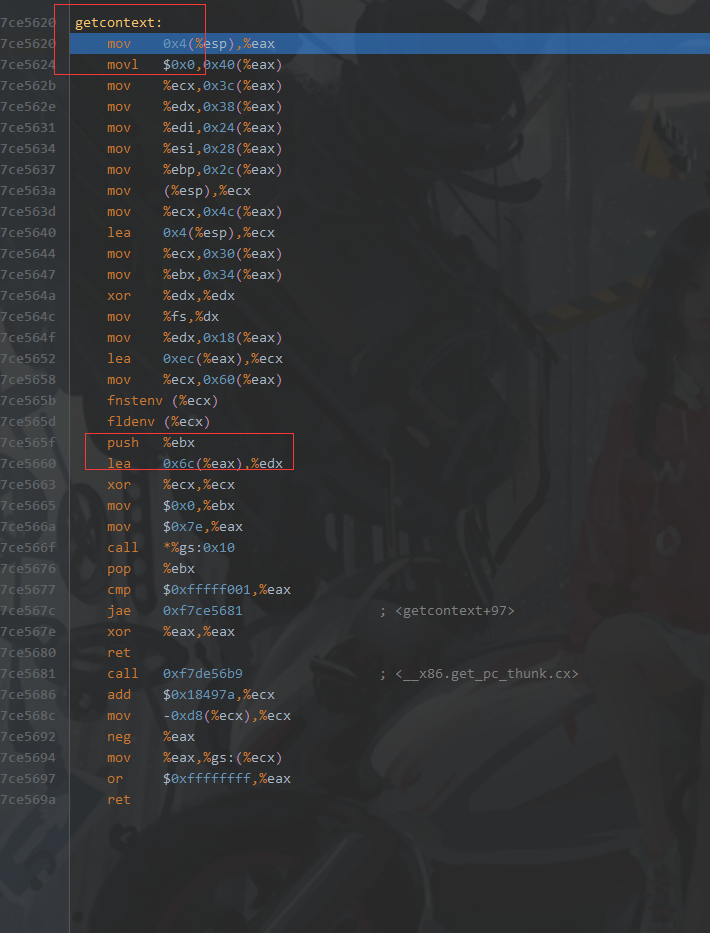 7ce5620 getcontext:
7ce5620 mov 0x4(%esp),%eax
7ce5624 movl $0x0,0x40(%eax)
7ce562b mov %ecx,0x3c(%eax)
7ce562e mov %edx,0x38(%eax)
7ce5631 mov %edi,0x24(%eax)
7ce5634 mov %esi,0x28(%eax)
7ce5637 mov %ebp,0x2c(%eax)
7ce563a mov (%esp),%ecx
7ce563d mov %ecx,0x4c(%eax)
7ce5640 lea 0x4(%esp),%ecx
7ce5644 mov %ecx,0x30(%eax)
7ce5647 mov %ebx,0x34(%eax)
7ce564a xor %edx,%edx
7ce564c mov %fs,%dx
7ce564f mov %edx,0x18(%eax)
7ce5652 lea 0xec(%eax),%ecx
7ce5658 mov %ecx,0x60(%eax)
7ce565b fnstenv (%ecx)
7ce565d fldenv (%ecx)
7ce565f push %ebx
7ce5660 lea 0x6c(%eax),%edx
7ce5663 xor %ecx,%ecx
7ce5665 mov $0x0,%ebx
7ce566a mov $0x7e,%eax
7ce566f call *%gs:0x10
7ce5676 pop %ebx
7ce5677 cmp $0xfffff001,%eax
7ce567c jae 0xf7ce5681 ; <getcontext+97>
7ce567e xor %eax,%eax
7ce5680 ret
7ce5681 call 0xf7de56b9 ; <__x86.get_pc_thunk.cx>
7ce5686 add $0x18497a,%ecx
7ce568c mov -0xd8(%ecx),%ecx
7ce5692 neg %eax
7ce5694 mov %eax,%gs:(%ecx)
7ce5697 or $0xffffffff,%eax
7ce569a ret